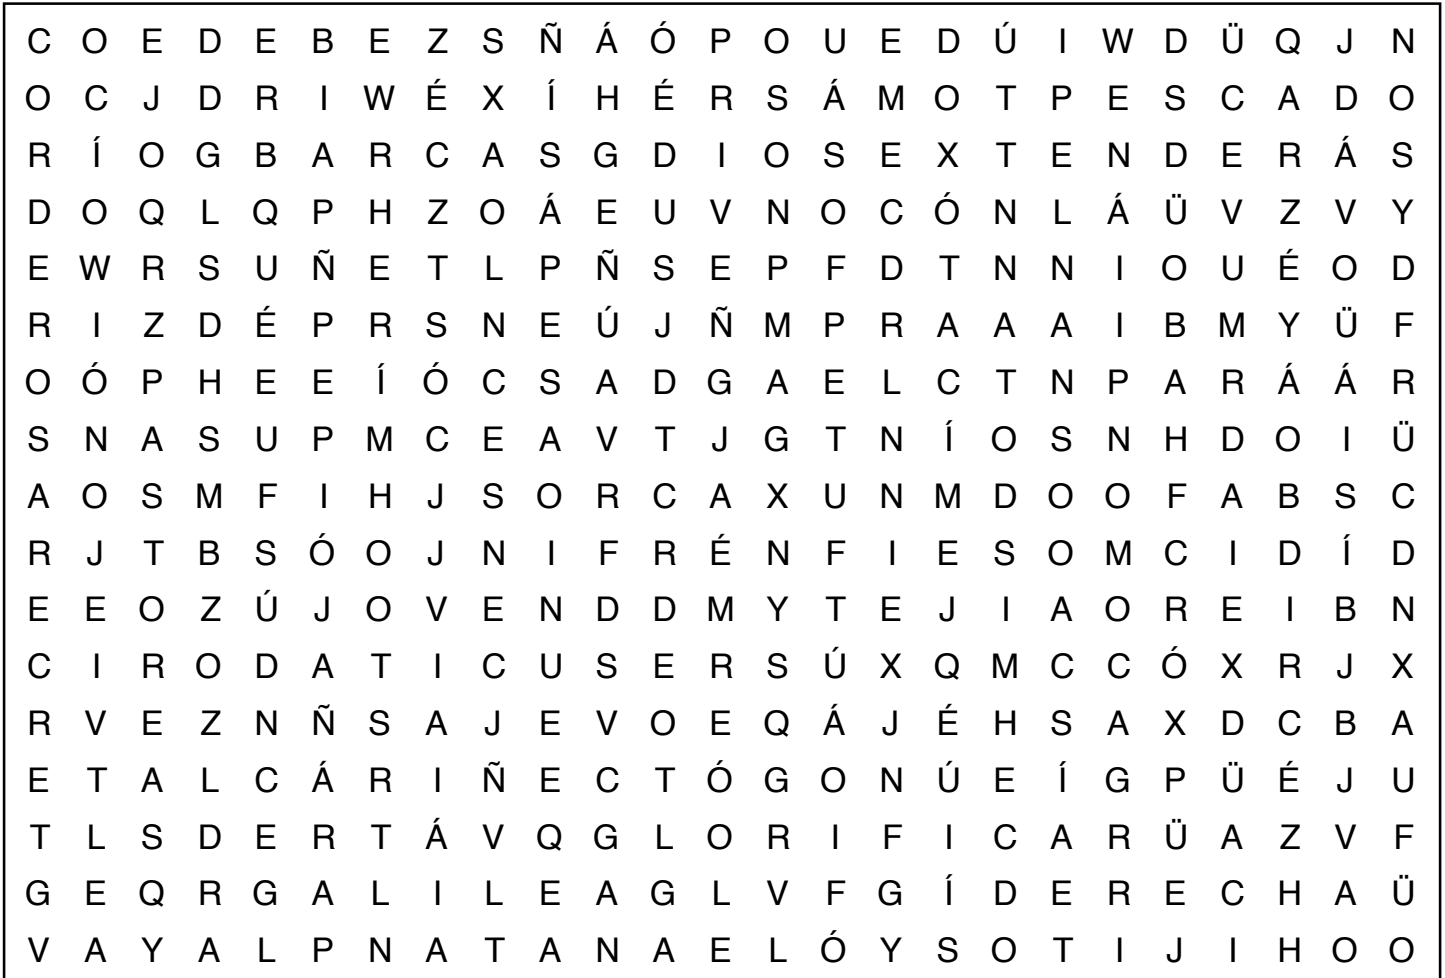 C O E D E B E Z S Ñ Á Ó P O U E D Ú I W D Ü Q J N
O C J D R I W É X Í H É R S Á M O T P E S C A D O
R Í O G B A R C A S G D I O S E X T E N D E R Á S
D O Q L Q P H Z O Á E U V N O C Ó N L Á Ü V Z V Y
E W R S U Ñ E T L P Ñ S E P F D T N N I O U É O D
R I Z D É P R S N E Ú J Ñ M P R A A A I B M Y Ü F
O Ó P H E E Í Ó C S A D G A E L C T N P A R Á Á R
S N A S U P M C E A V T J G T N Í O S N H D O I Ü
A O S M F I H J S O R C A X U N M D O O F A B S C
R J T B S Ó O J N I F R É N F I E S O M C I D Í D
E E O Z Ú J O V E N D D M Y T E J I A O R E I B N
C I R O D A T I C U S E R S Ú X Q M C C Ó X R J X
R V E Z N Ñ S A J E V O E Q Á J É H S A X D C B A
E T A L C Á R I Ñ E C T Ó G O N Ú E Í G P Ü É J U
T L S D E R T Á V Q G L O R I F I C A R Ü A Z V F
G E Q R G A L I L E A G L V F G Í D E R E C H A Ü
V A Y A L P N A T A N A E L Ó Y S O T I J I H O O